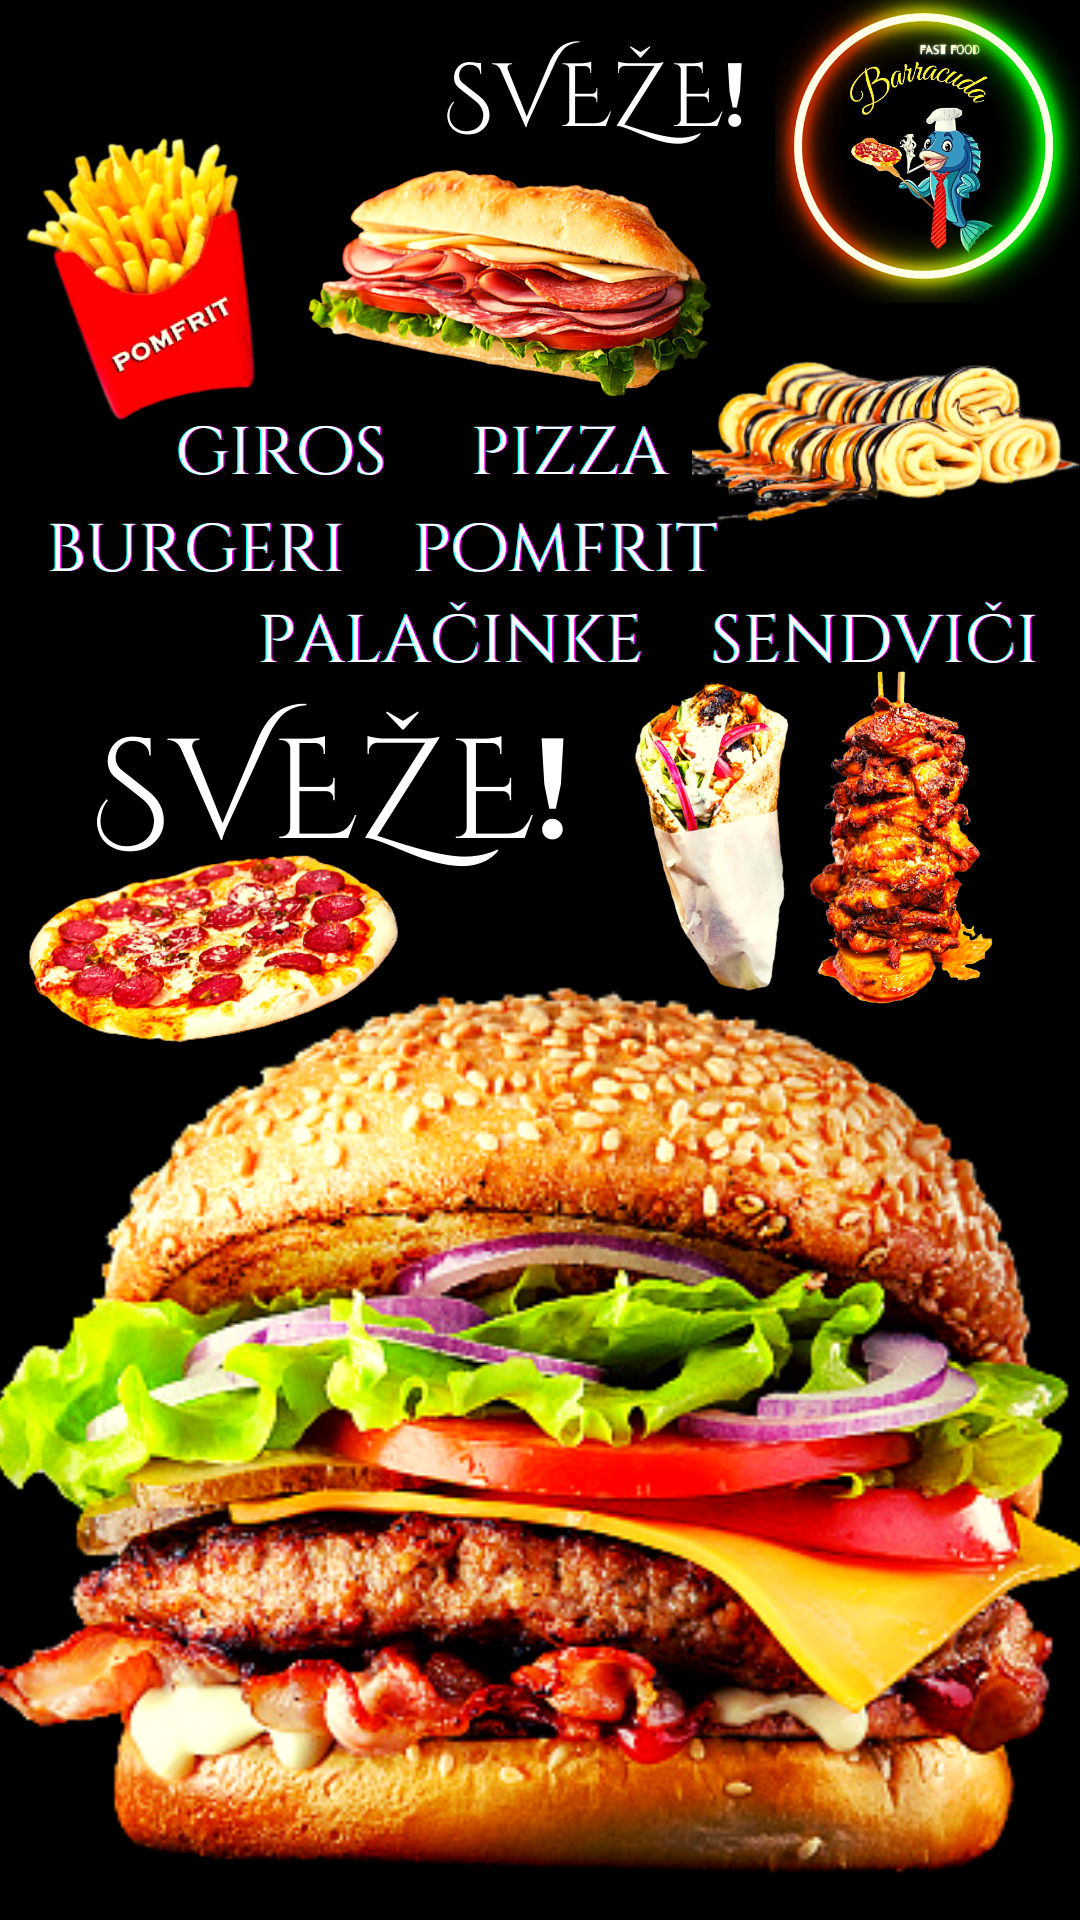 SVEŽE!
FAST FOOD
Barracuda
POMFRIT
GIROS PIZZA
BURGERI POMFRIT
PALAČINKE SENDVIČI
SVEŽE!